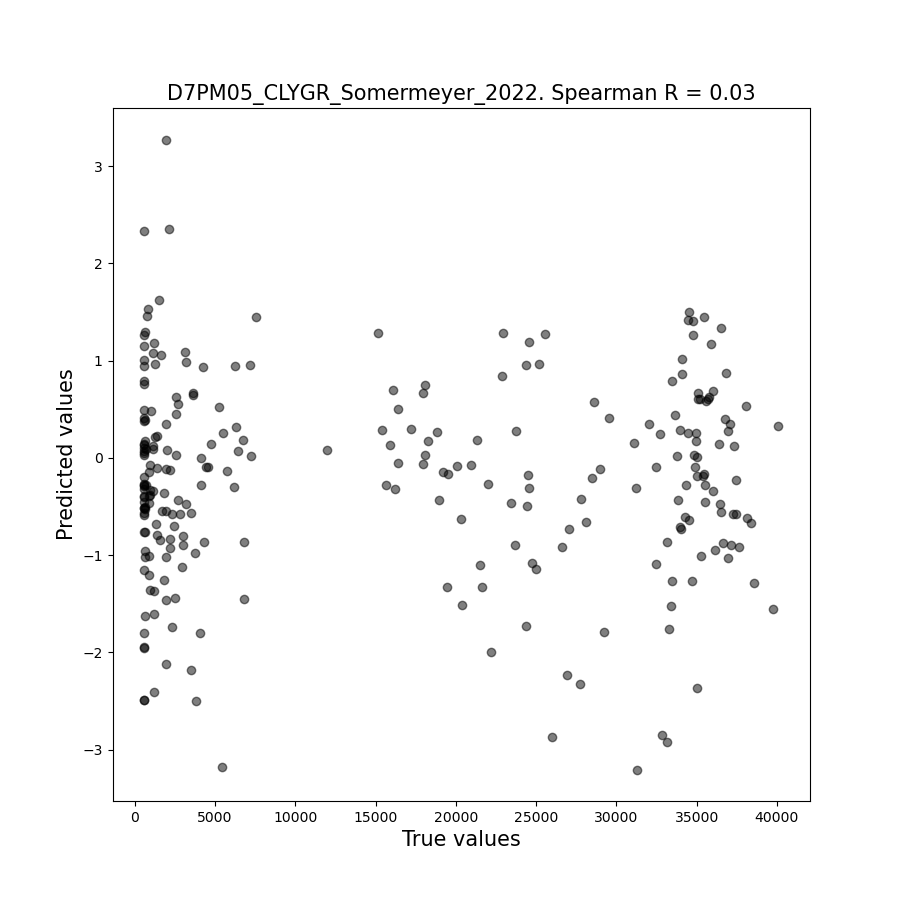 D7PM05_CLYGR_Somermeyer_2022. Spearman R = 0.03
Predicted values
3
2
1
0
−1
−2
−3
0 5000 10000 15000 20000 25000 30000 35000 40000
True values